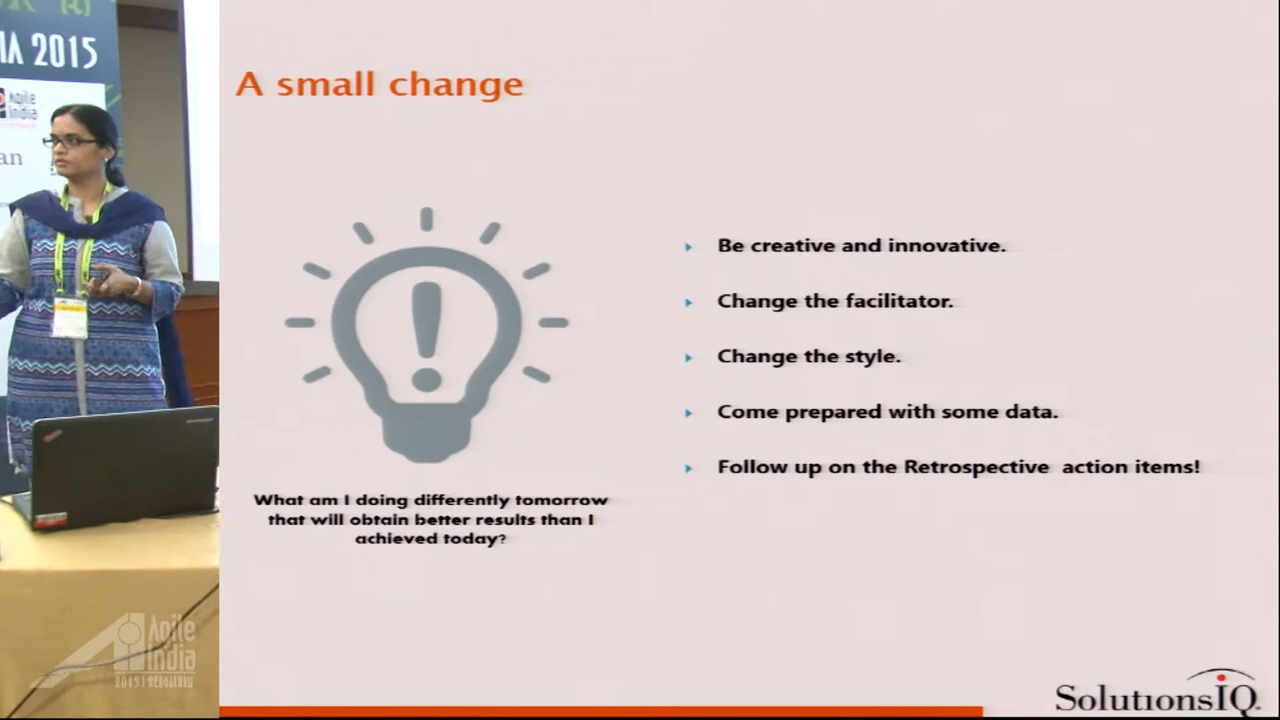 IA 2015
Agile
India
an
A small change
Be creative and innovative.
Change the facilitator.
Change the style.
Come prepared with some data.
Follow up on the Retrospective action items!
What am I doing differently tomorrow
that will obtain better results than I
achieved today?
Agile
India
2015 | BENGALURU
SolutionsIQ